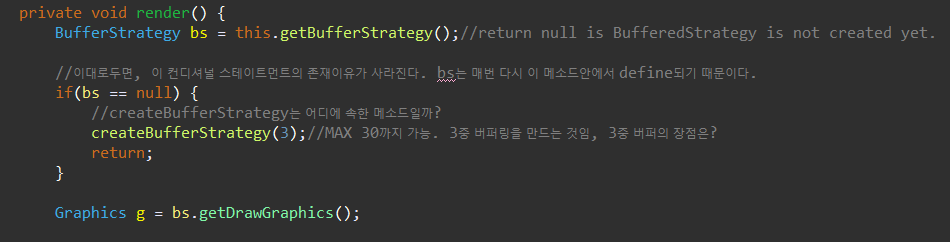 private void render() {
BufferStrategy bs = this.getBufferStrategy();//return null is BufferedStrategy is not created yet.
//이대로두면, 이 컨디셔널 스테이트먼트의 존재이유가 사라진다. bs는 매번 다시 이 메소드안에서 define되기 때문이다.
if(bs == null) {
//createBufferStrategy는 어디에 속한 메소드일까?
createBufferStrategy(3);//MAX 30까지 가능. 3중 버퍼링을 만드는 것임, 3중 버퍼의 장점은?
return;
}
Graphics g = bs.getDrawGraphics();